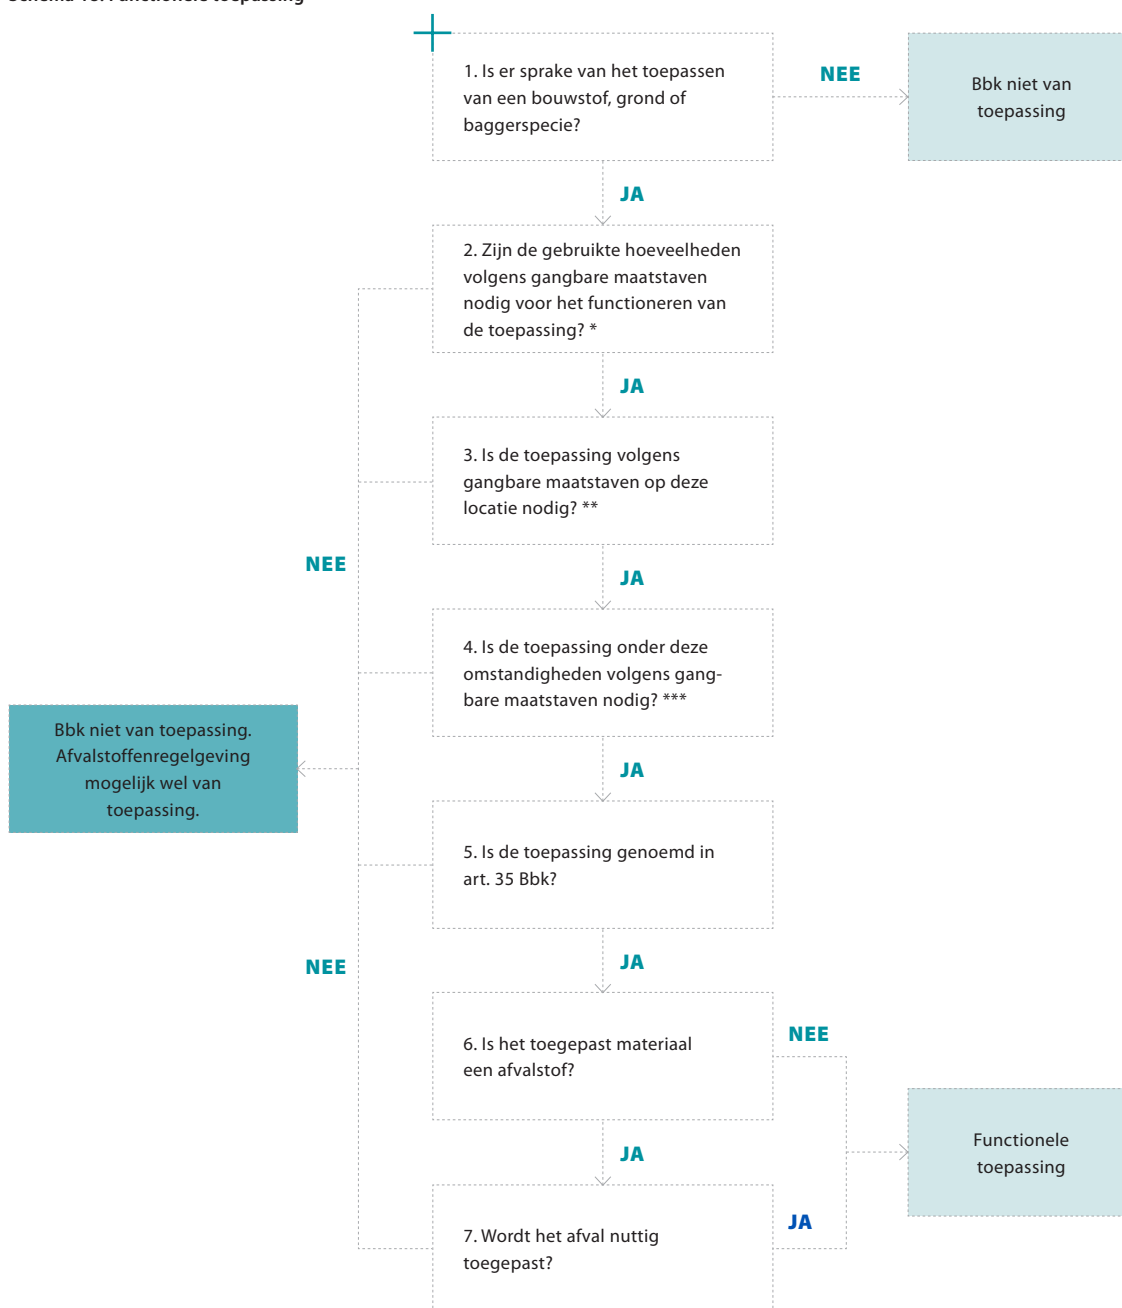 Schema 10. Functionele toepassing
1. Is er sprake van het toepassen
van een bouwstof, grond of
baggerspecie?
NEE
Bbk niet van
toepassing
JA
2. Zijn de gebruikte hoeveelheden
volgens gangbare maatstaven
nodig voor het functioneren van
de toepassing? *
JA
3. Is de toepassing volgens
gangbare maatstaven op deze
locatie nodig? **
NEE
JA
4. Is de toepassing onder deze
omstandigheden volgens gang-
bare maatstaven nodig? ***
Bbk niet van toepassing.
Afvalstoffenregelgeving
mogelijk wel van
toepassing.
JA
5. Is de toepassing genoemd in
art. 35 Bbk?
NEE
JA
6. Is het toegepast materiaal
een afvalstof?
NEE
Functionele
toepassing
JA
7. Wordt het afval nuttig
toegepast?
JA